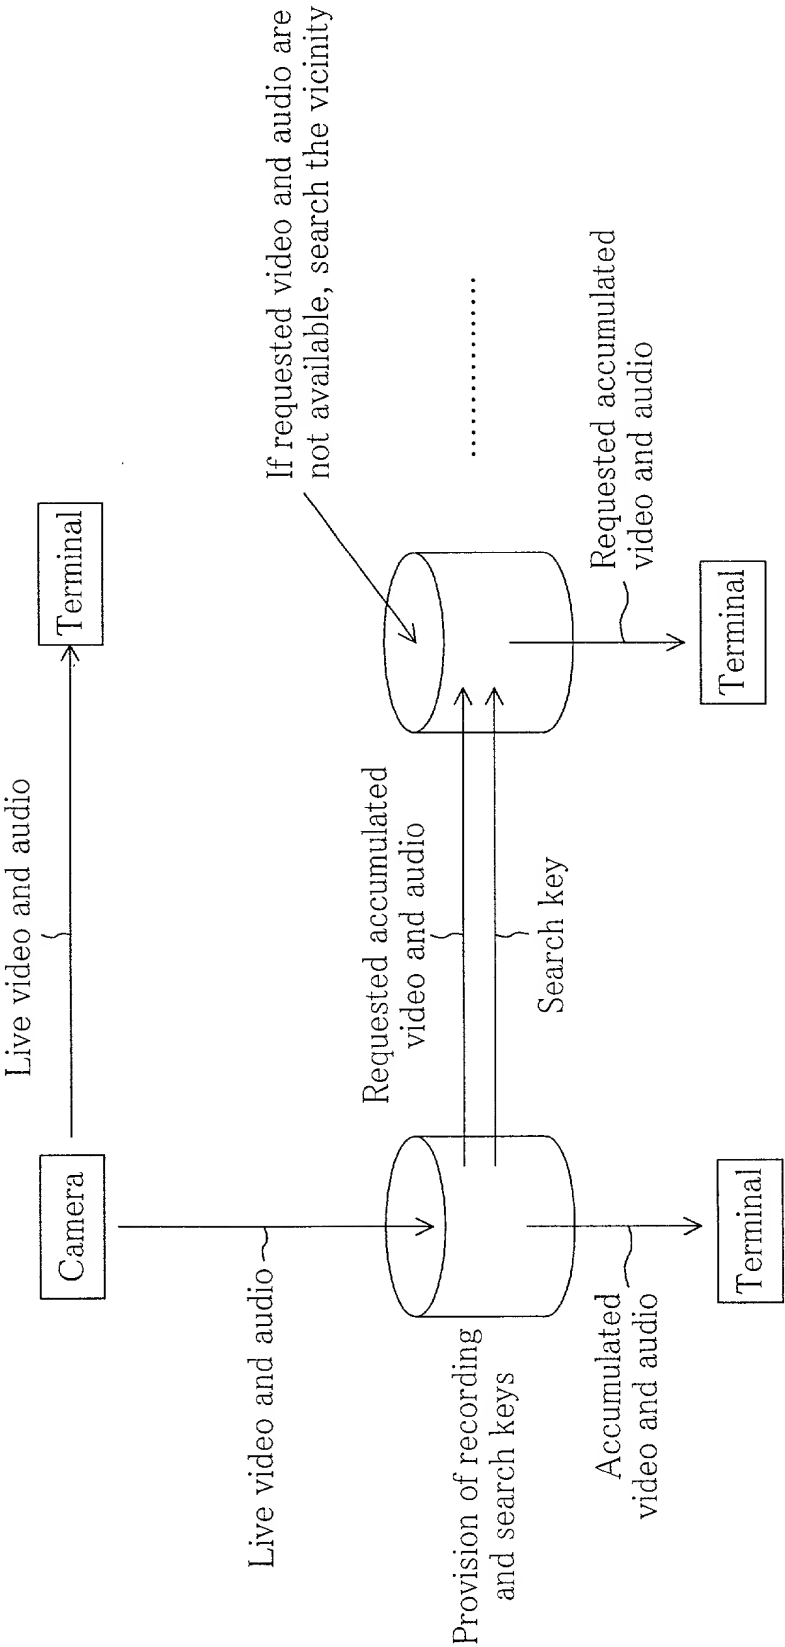 Live video and audio
Camera
Terminal
If requested video and audio are
not available, search the vicinity
Live video and audio
Requested accumulated
video and audio
Search key
Provision of recording
and search keys
Accumulated
video and audio
Requested accumulated
video and audio
Terminal
Terminal